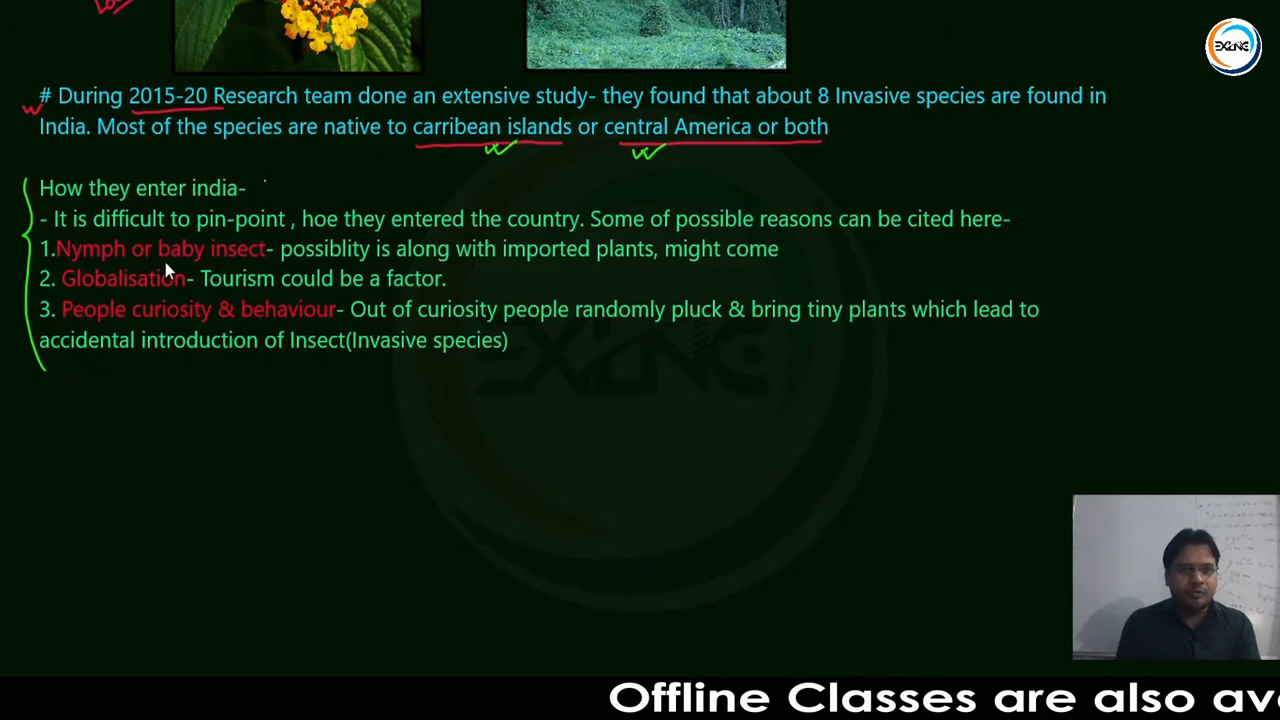 EXLNC
# During 2015-20 Research team done an extensive study- they found that about 8 Invasive species are found in
India. Most of the species are native to carribean islands or central America or both
How they enter india-
- It is difficult to pin-point , hoe they entered the country. Some of possible reasons can be cited here-
1.Nymph or baby insect- possiblity is along with imported plants, might come
2. Globalisation- Tourism could be a factor.
3. People curiosity & behaviour- Out of curiosity people randomly pluck & bring tiny plants which lead to
accidental introduction of Insect(Invasive species)
EXLNC
Offline Classes are also av